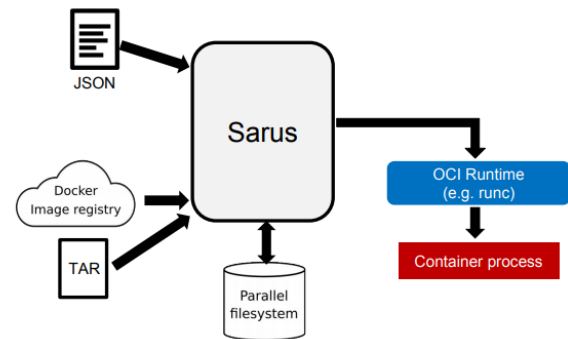 JSON
Sarus
Docker
Image registry
TAR
Parallel
filesystem
OCI Runtime
(e.g. runc)
Container process